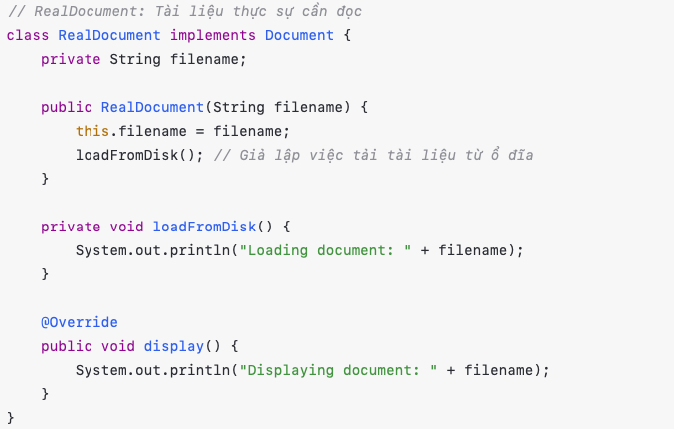 // RealDocument: Tài liệu thực sự cần đọc
class RealDocument implements Document {
    private String filename;

    public RealDocument(String filename) {
        this.filename = filename;
        loadFromDisk(); // Giả lập việc tải tài liệu từ ổ đĩa
    }

    private void loadFromDisk() {
        System.out.println("Loading document: " + filename);
    }

    @Override
    public void display() {
        System.out.println("Displaying document: " + filename);
    }
}